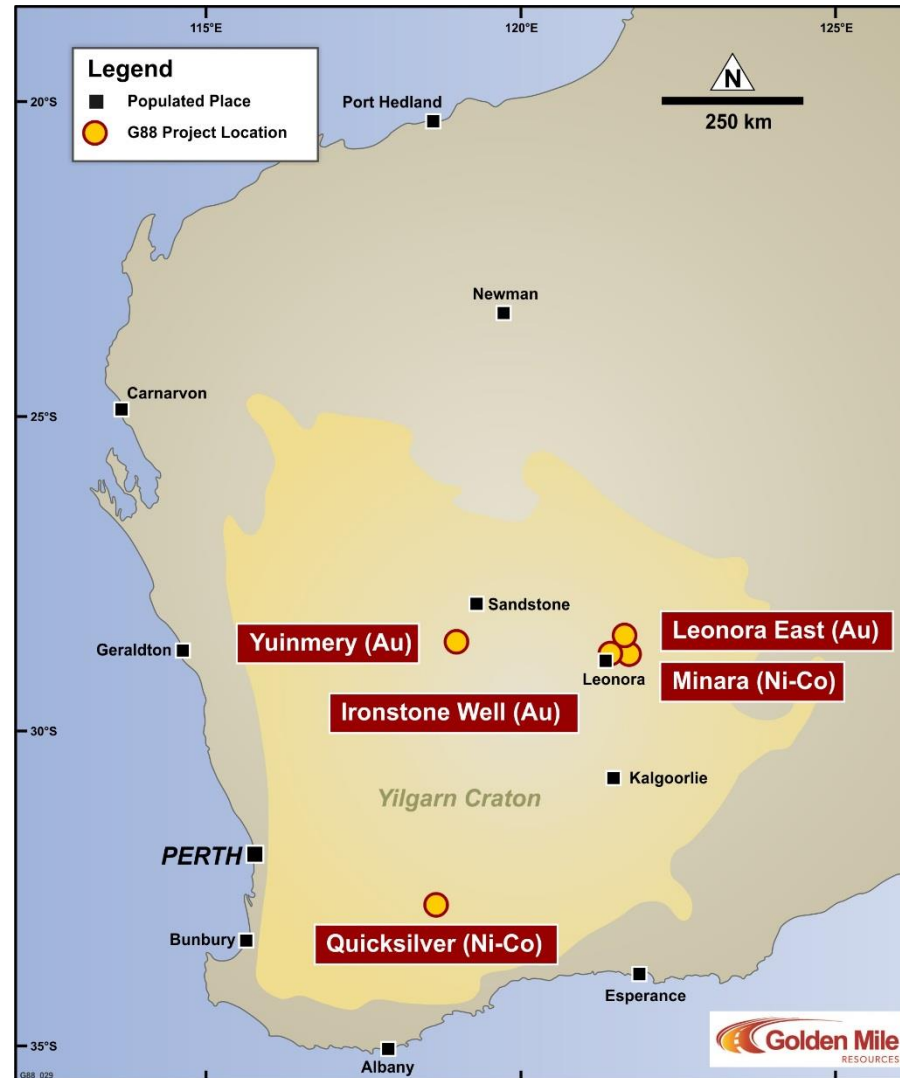 115°E
120°E
125°E
Legend
Populated Place
G88 Project Location
N
250 km
20°S
Port Hedland
Newman
Carnarvon
25°S
Sandstone
Yuinmery (Au)
Leonora East (Au)
Geraldton
Leonora
Minara (Ni-Co)
Ironstone Well (Au)
30°S
Kalgoorlie
Yilgarn Craton
PERTH
Bunbury
Quicksilver (Ni-Co)
Esperance
Golden Mile
RESOURCES
35°S
Albany
G88_029